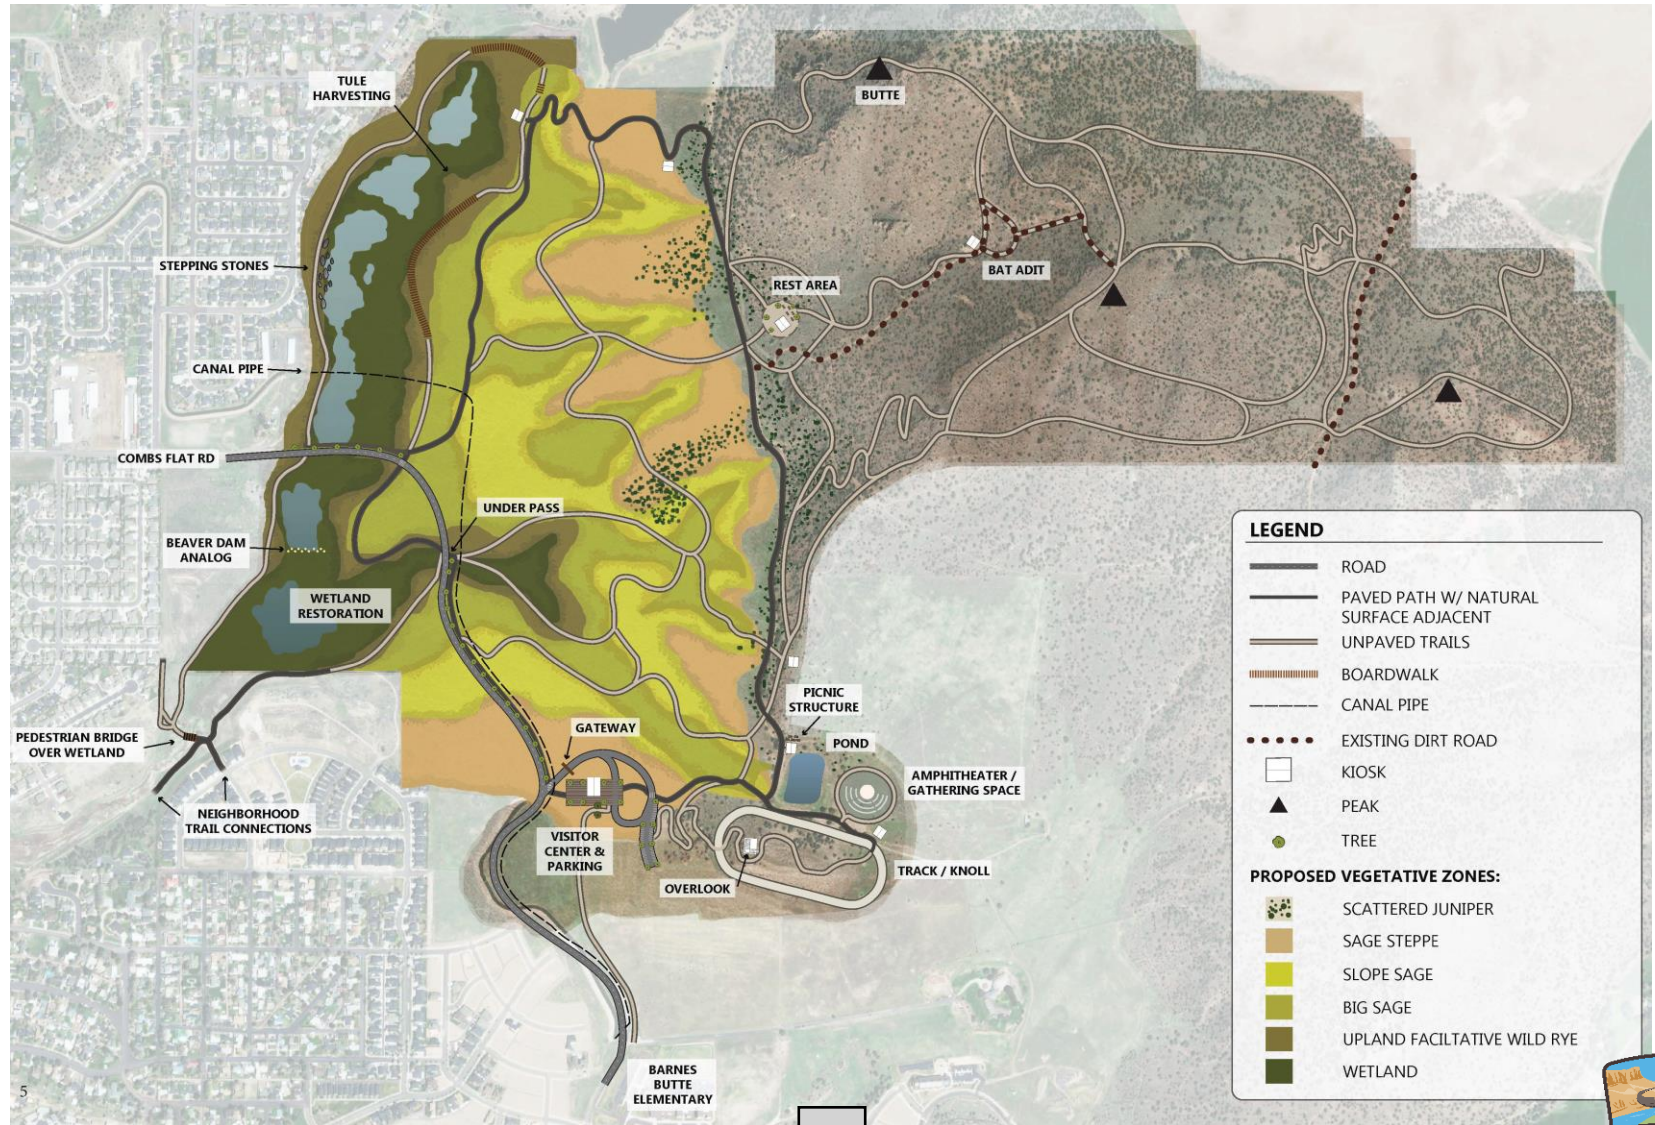 TULE
HARVESTING
BUTTE
STEPPING STONES
BAT ADIT
REST AREA
CANAL PIPE
COMBS FLAT RD
UNDER PASS
BEAVER DAM
ANALOG
WETLAND
RESTORATION
PICNIC
STRUCTURE
PEDESTRIAN BRIDGE
OVER WETLAND
GATEWAY
POND
AMPHITHEATER /
GATHERING SPACE
NEIGHBORHOOD
TRAIL CONNECTIONS
VISITOR
CENTER &
PARKING
OVERLOOK
TRACK / KNOLL
BARNES
BUTTE
ELEMENTARY
5
LEGEND
ROAD
PAVED PATH W/ NATURAL
SURFACE ADJACENT
UNPAVED TRAILS
BOARDWALK
CANAL PIPE
EXISTING DIRT ROAD
KIOSK
PEAK
TREE
PROPOSED VEGETATIVE ZONES:
SCATTERED JUNIPER
SAGE STEPPE
SLOPE SAGE
BIG SAGE
UPLAND FACILTATIVE WILD RYE
WETLAND